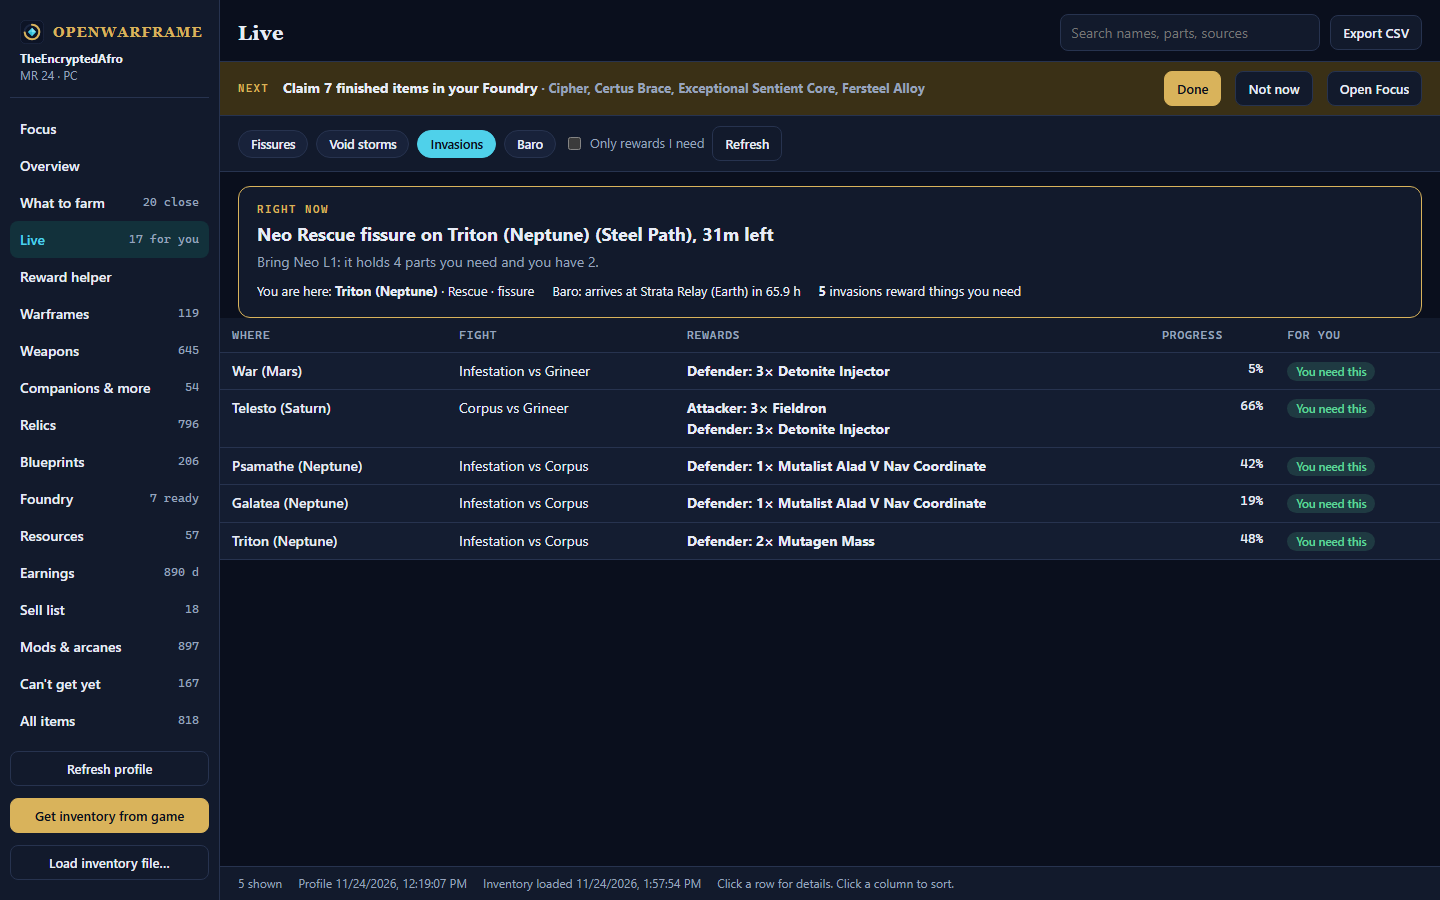 OPENWARFRAME
TheEncryptedAfro
MR 24 · PC
Focus
Overview
What to farm 20 close
Live 17 for you
Reward helper
Warframes 119
Weapons 645
Companions & more 54
Relics 796
Blueprints 206
Foundry 7 ready
Resources 57
Earnings 890 d
Sell list 18
Mods & arcanes 897
Can't get yet 167
All items 818
Refresh profile
Get inventory from game
Load inventory file...
Live
Search names, parts, sources
Export CSV
NEXT Claim 7 finished items in your Foundry · Cipher, Certus Brace, Exceptional Sentient Core, Fersteel Alloy
Done
Not now
Open Focus
Fissures
Void storms
Invasions
Baro
Only rewards I need
Refresh
RIGHT NOW
Neo Rescue fissure on Triton (Neptune) (Steel Path), 31m left
Bring Neo L1: it holds 4 parts you need and you have 2.
You are here: Triton (Neptune) · Rescue · fissure Baro: arrives at Strata Relay (Earth) in 65.9 h 5 invasions reward things you need
WHERE FIGHT REWARDS PROGRESS FOR YOU
War (Mars) Infestation vs Grineer Defender: 3× Detonite Injector 5% You need this
Telesto (Saturn) Corpus vs Grineer Attacker: 3× Fieldron 66% You need this
Defender: 3× Detonite Injector
Psamathe (Neptune) Infestation vs Corpus Defender: 1× Mutalist Alad V Nav Coordinate 42% You need this
Galatea (Neptune) Infestation vs Corpus Defender: 1× Mutalist Alad V Nav Coordinate 19% You need this
Triton (Neptune) Infestation vs Corpus Defender: 2× Mutagen Mass 48% You need this
5 shown Profile 11/24/2026, 12:19:07 PM Inventory loaded 11/24/2026, 1:57:54 PM Click a row for details. Click a column to sort.